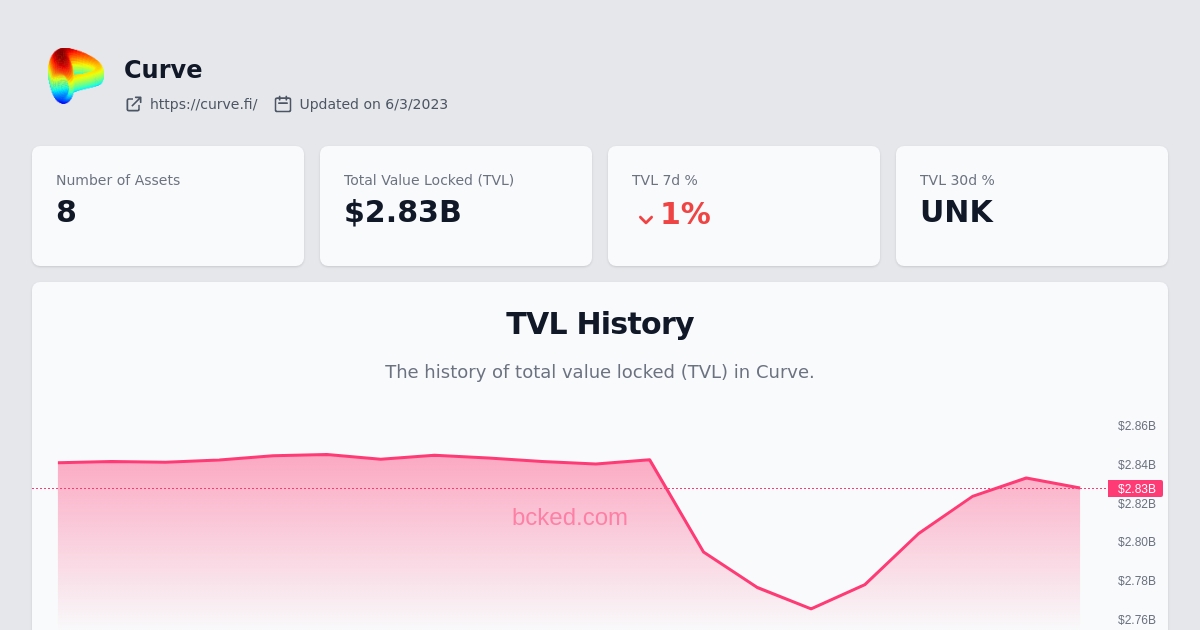 Curve
https://curve.fi/ Updated on 6/3/2023
Number of Assets
8
Total Value Locked (TVL)
$2.83B
TVL 7d %
1%
TVL 30d %
UNK
TVL History
The history of total value locked (TVL) in Curve.
$2.86B
$2.84B
$2.83B
$2.82B
bcked.com
$2.80B
$2.78B
$2.76B